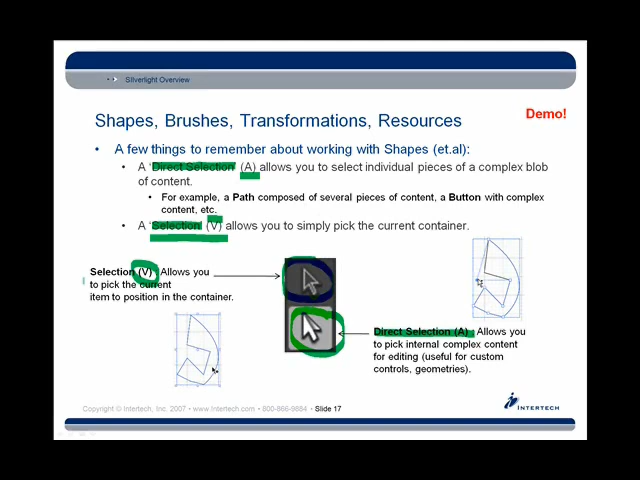 Silverlight Overview
Shapes, Brushes, Transformations, Resources
Demo!
• A few things to remember about working with Shapes (et.al):
• A 'Direct Selection' (A) allows you to select individual pieces of a complex blob
of content.
• For example, a Path composed of several pieces of content, a Button with complex
content, etc.
• A 'Selection' (V) allows you to simply pick the current container.
Selection (V) Allows you
to pick the current
item to position in the container.
Direct Selection (A) Allows you
to pick internal complex content
for editing (useful for custom
controls, geometries).
Copyright © Intertech, Inc. 2007 • www.Intertech.com • 800-866-9884 • Slide 17
INTERTECH